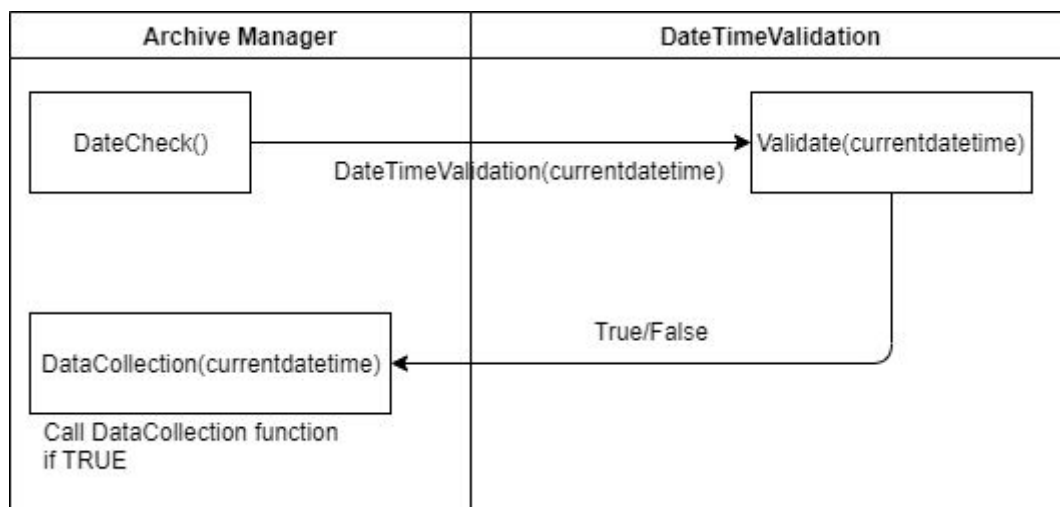 Archive Manager
DateTimeValidation
DateCheck()
DateTimeValidation(currentdatetime)
Validate(currentdatetime)
True/False
DataCollection(currentdatetime)
Call DataCollection function
if TRUE